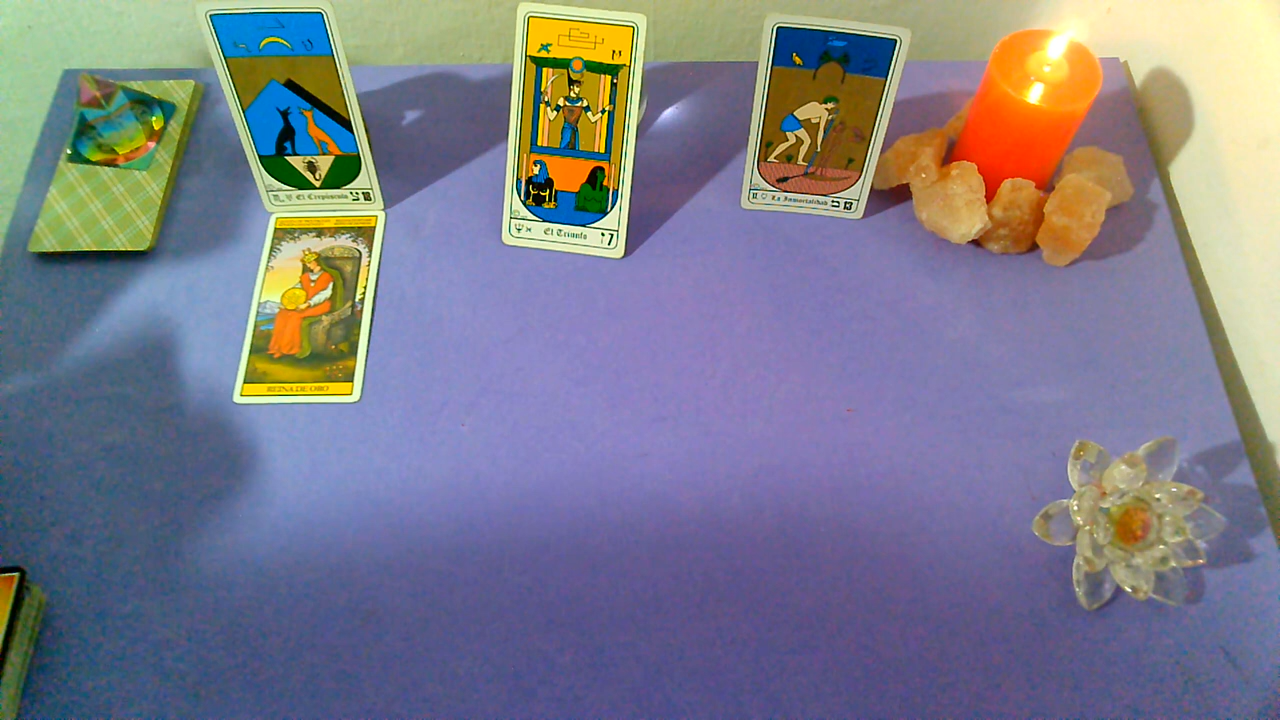 El Crepúsculo 18
El Triunfo 7
La Inmortalidad 13
REINA DE ORO